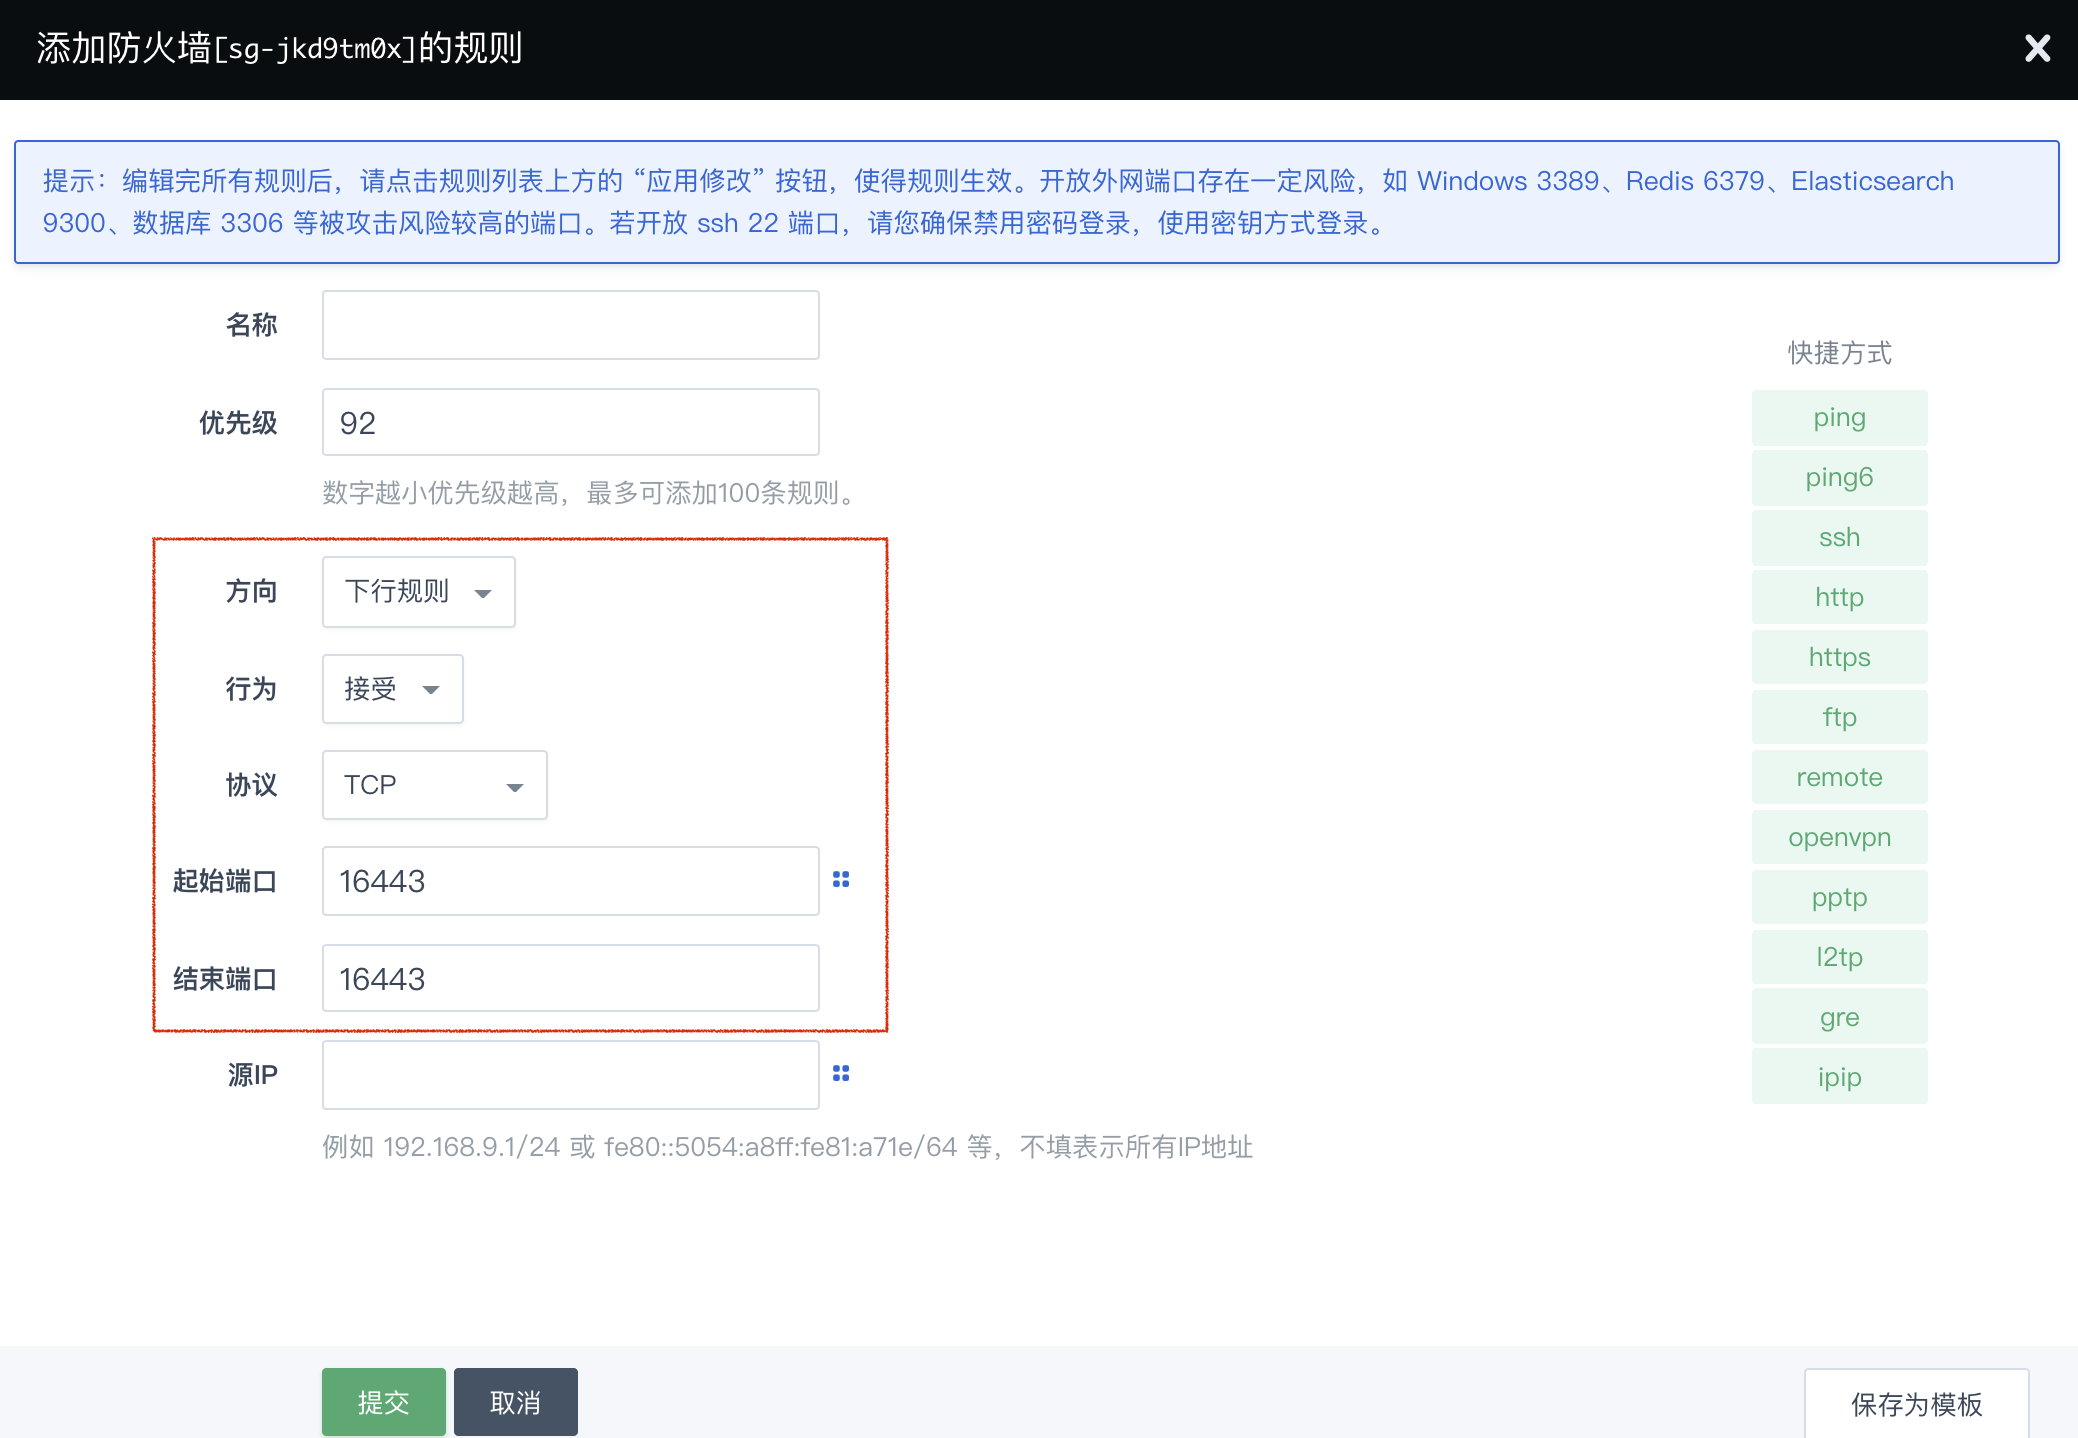 添加防火墙[sg-jkd9tm0x]的规则
提示：编辑完所有规则后，请点击规则列表上方的 “应用修改” 按钮，使得规则生效。开放外网端口存在一定风险，如 Windows 3389、Redis 6379、Elasticsearch
9300、数据库 3306 等被攻击风险较高的端口。若开放 ssh 22 端口，请您确保禁用密码登录，使用密钥方式登录。
名称
优先级
92
数字越小优先级越高，最多可添加100条规则。
方向
下行规则
行为
接受
协议
TCP
起始端口
16443
结束端口
16443
源IP
例如 192.168.9.1/24 或 fe80::5054:a8ff:fe81:a71e/64 等，不填表示所有IP地址
快捷方式
ping
ping6
ssh
http
https
ftp
remote
openvpn
pptp
l2tp
gre
ipip
提交
取消
保存为模板